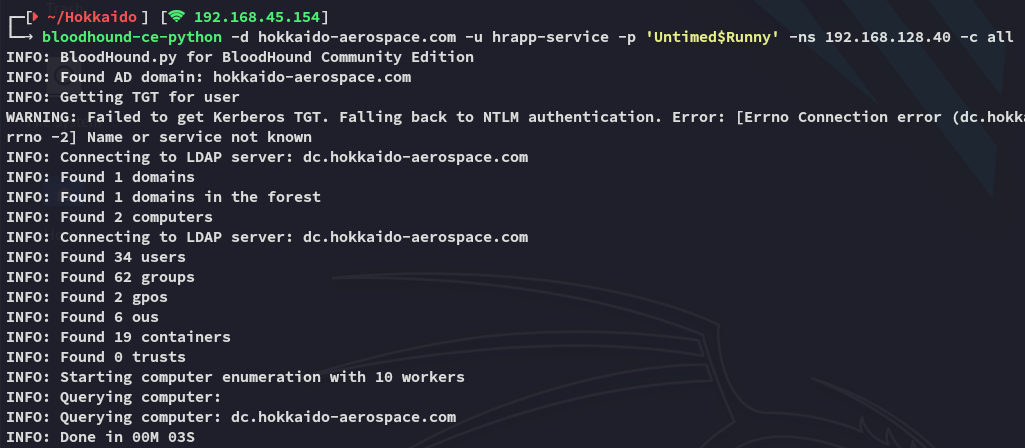 [ ~/Hokkaido ] [ 192.168.45.154]
bloodhound-ce-python -d hokkaido-aerospace.com -u hrapp-service -p 'Untimed$Runny' -ns 192.168.128.40 -c all
INFO: BloodHound.py for BloodHound Community Edition
INFO: Found AD domain: hokkaido-aerospace.com
INFO: Getting TGT for user
WARNING: Failed to get Kerberos TGT. Falling back to NTLM authentication. Error: [Errno Connection error (dc.hokka
rrno -2] Name or service not known
INFO: Connecting to LDAP server: dc.hokkaido-aerospace.com
INFO: Found 1 domains
INFO: Found 1 domains in the forest
INFO: Found 2 computers
INFO: Connecting to LDAP server: dc.hokkaido-aerospace.com
INFO: Found 34 users
INFO: Found 62 groups
INFO: Found 2 gpos
INFO: Found 6 ous
INFO: Found 19 containers
INFO: Found 0 trusts
INFO: Starting computer enumeration with 10 workers
INFO: Querying computer:
INFO: Querying computer: dc.hokkaido-aerospace.com
INFO: Done in 00M 03S